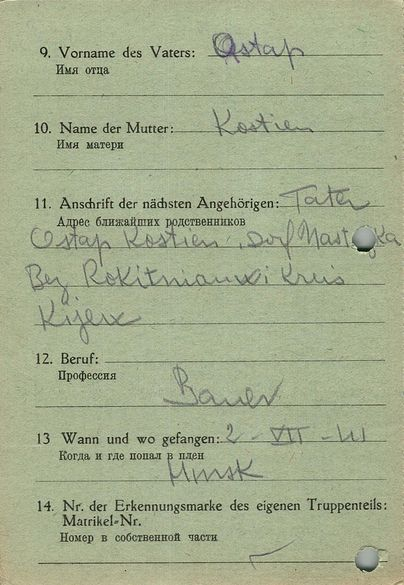 9. Vorname des Vaters: Ostap
Имя отца
10. Name der Mutter: Kostien
Имя матери
11. Anschrift der nächsten Angehörigen: Tater
Адрес ближайших родственников
Ostap Kostien, Dorf
Bez Rokitnianxi Kreis
Kijex
12. Beruf:
Профессия
Bauer
13 Wann und wo gefangen: 2-VII-41
Когда и где попал в плен
Minsk
14. Nr. der Erkennungsmarke des eigenen Truppenteils:
Matrikel-Nr.
Номер в собственной части